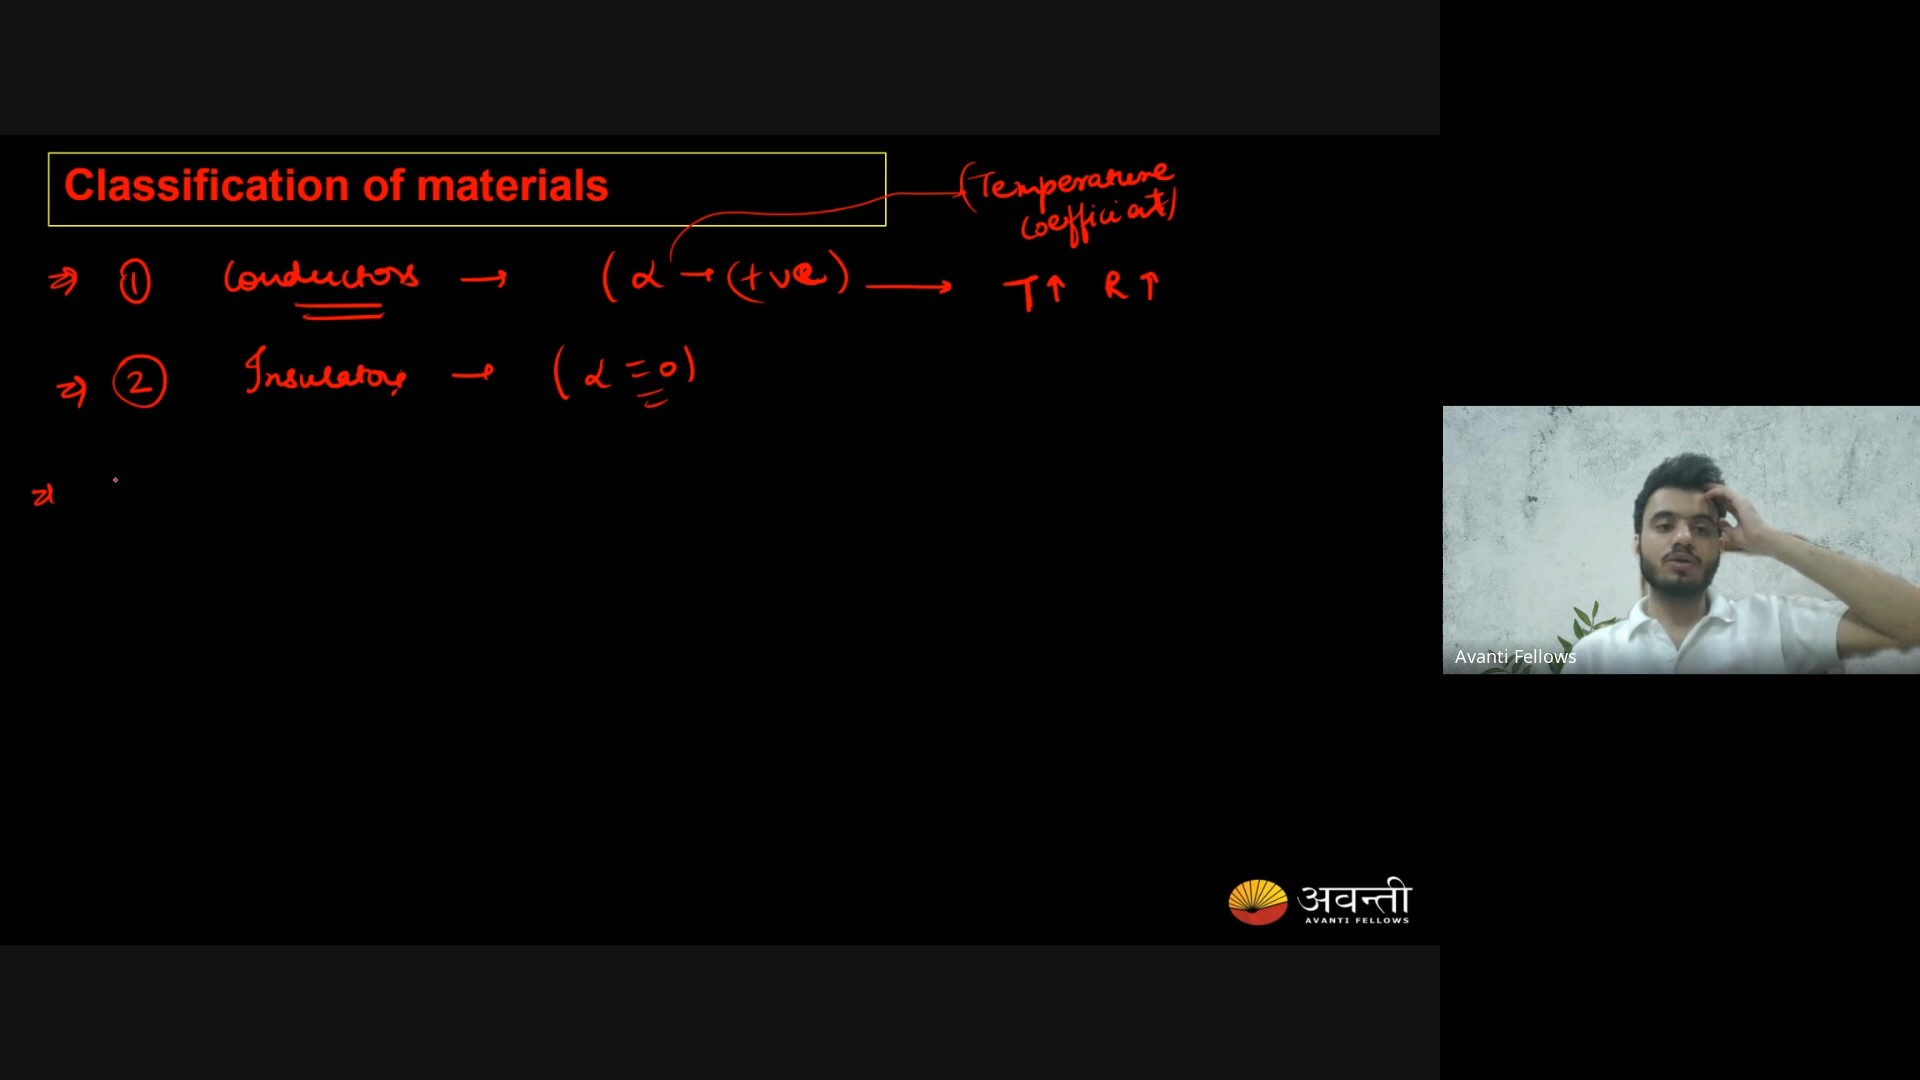 Classification of materials
(Temperature
coefficient)
⇒ ① Conductors → (α → (+ve) ⟶ T↑ R↑
⇒ ② Insulators → (α = 0)
⇒
Avanti Fellows
अवन्ती
AVANTI FELLOWS